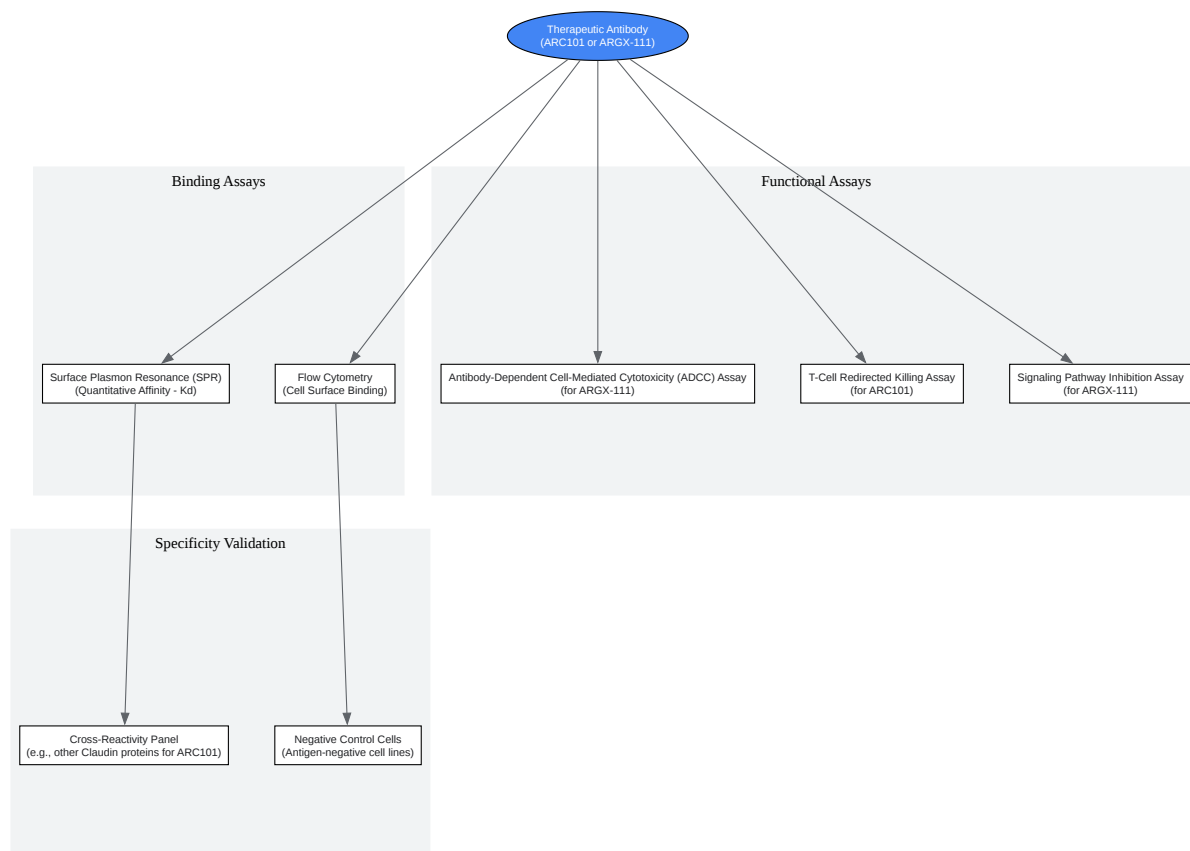 Therapeutic Antibody
(ARC101 or ARGX-111)
Binding Assays
Functional Assays
Surface Plasmon Resonance (SPR)
(Quantitative Affinity - Kd)
Flow Cytometry
(Cell Surface Binding)
Antibody-Dependent Cell-Mediated Cytotoxicity (ADCC) Assay
(for ARGX-111)
T-Cell Redirected Killing Assay
(for ARC101)
Signaling Pathway Inhibition Assay
(for ARGX-111)
Specificity Validation
Cross-Reactivity Panel
(e.g., other Claudin proteins for ARC101)
Negative Control Cells
(Antigen-negative cell lines)